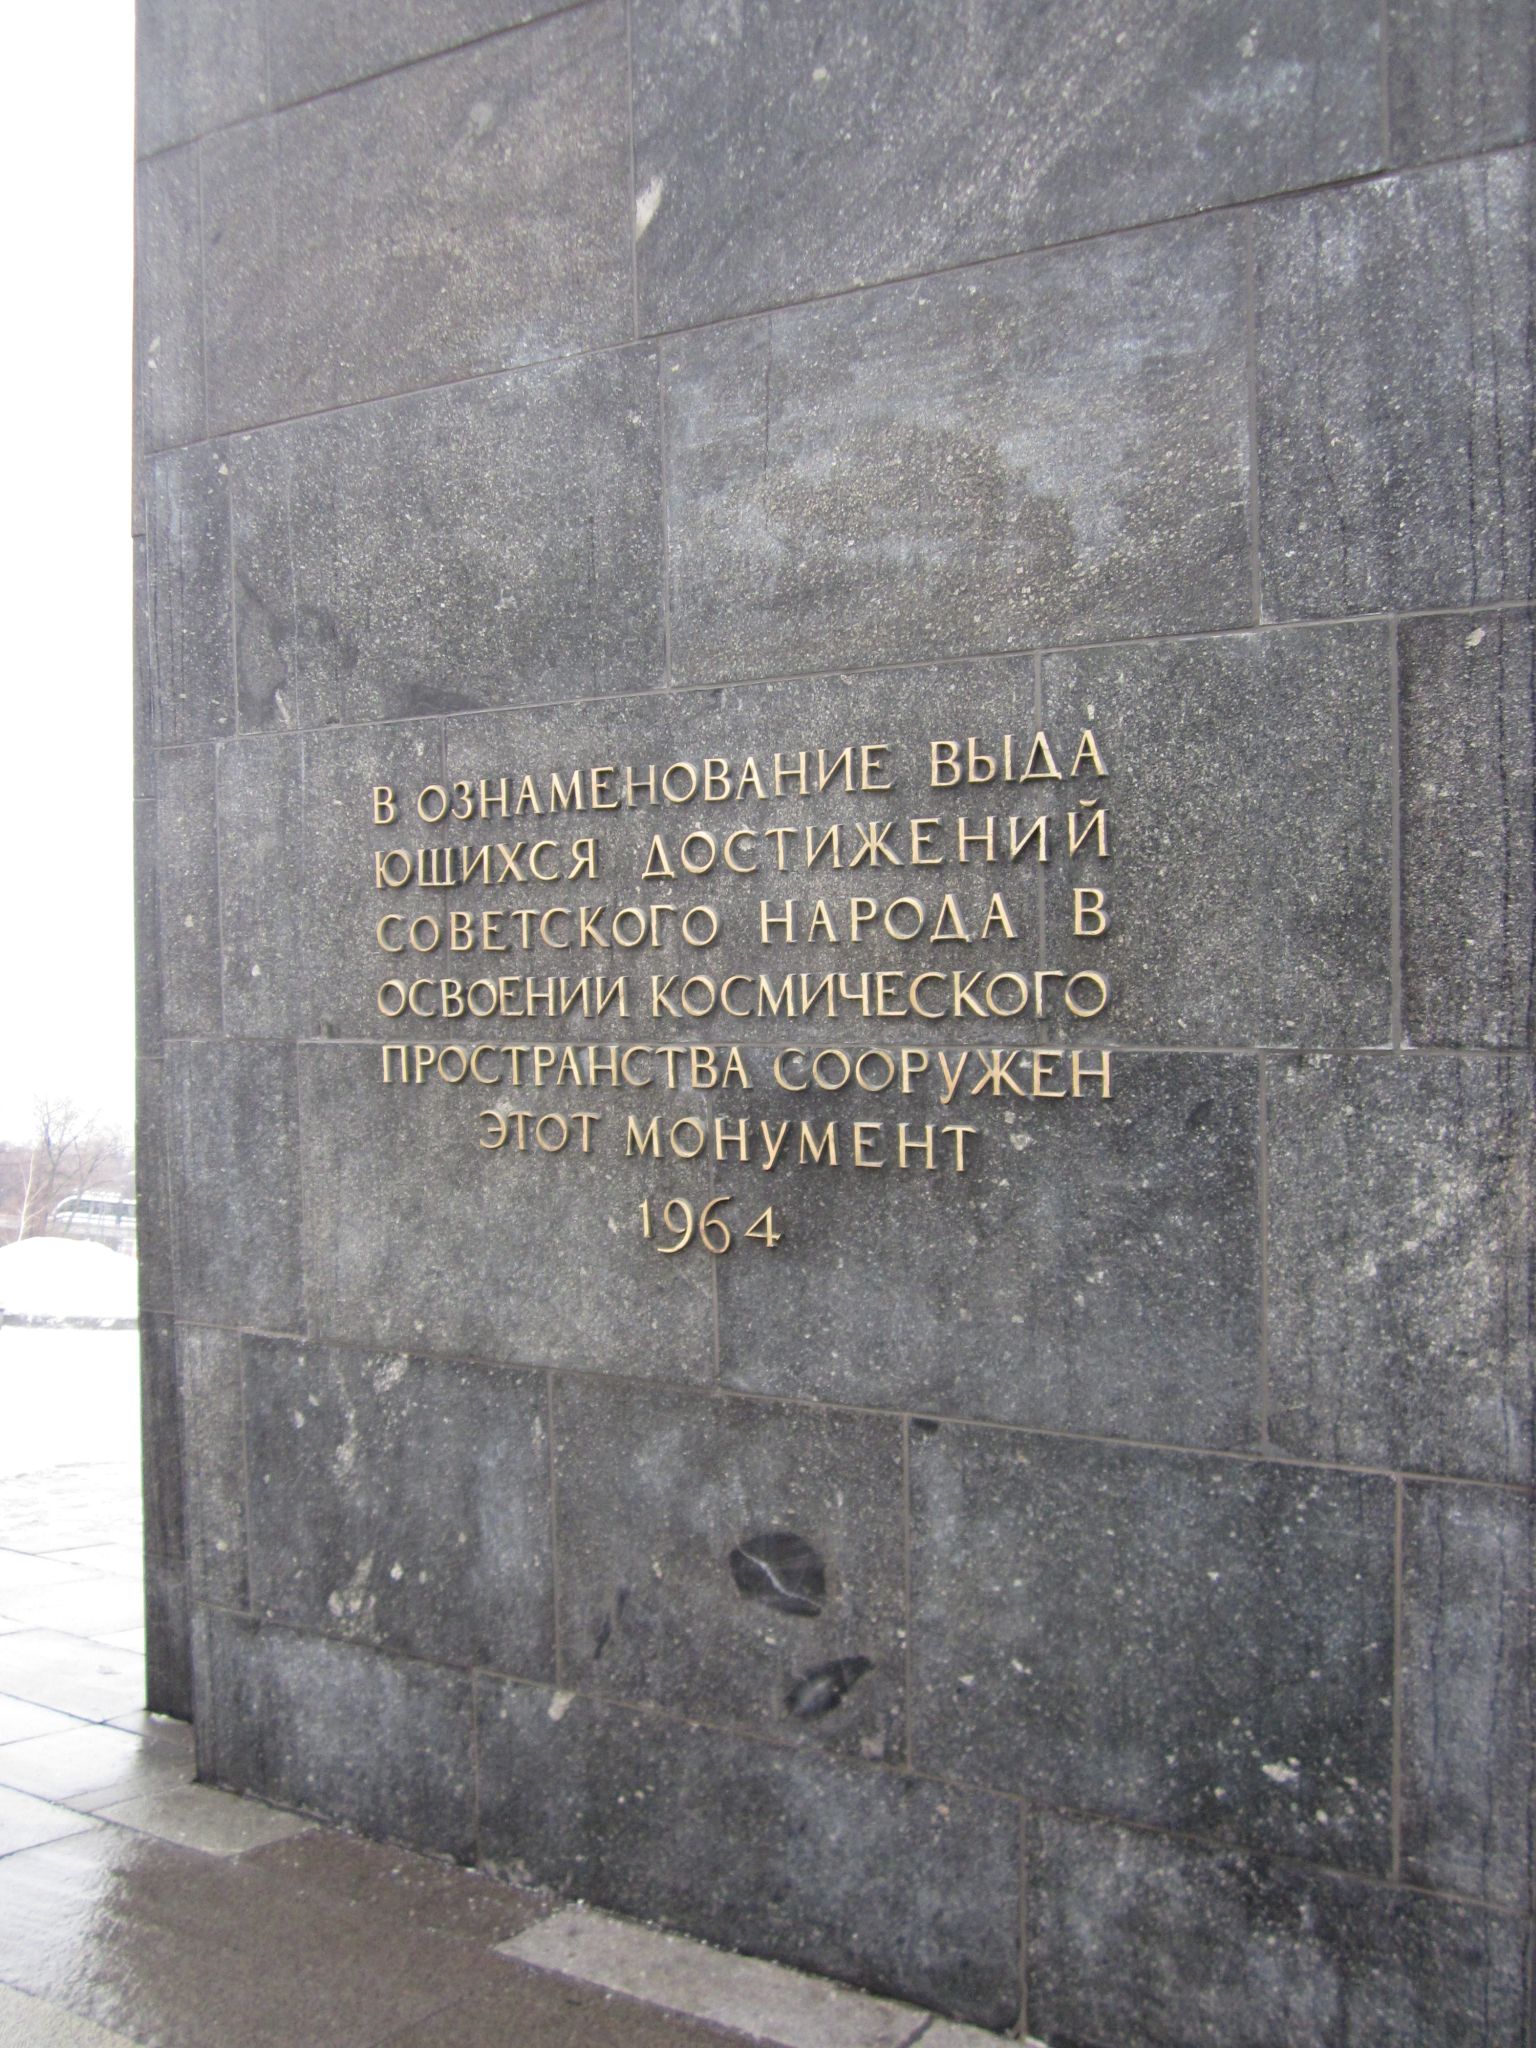 В ОЗНАМЕНОВАНИЕ ВЫДА
ЮЩИХСЯ ДОСТИЖЕНИЙ
СОВЕТСКОГО НАРОДА В
ОСВОЕНИИ КОСМИЧЕСКОГО
ПРОСТРАНСТВА СООРУЖЕН
ЭТОТ МОНУМЕНТ
1964